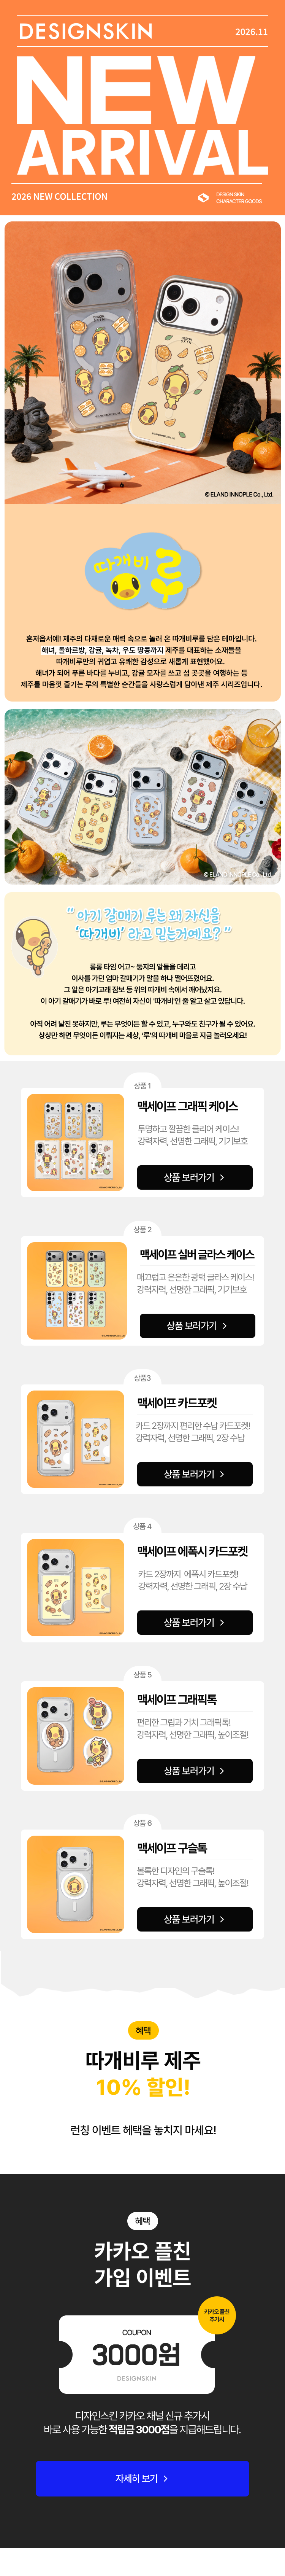 DESIGNSKIN
2026.11
NEW
ARRIVAL
2026 NEW COLLECTION
DESIGN SKIN
CHARACTER GOODS
© ELAND INNOPLE Co., Ltd.
따개비 루
혼저옵서예! 제주의 다채로운 매력 속으로 놀러 온 따개비루를 담은 테마입니다.
해녀, 돌하르방, 감귤, 녹차, 우도 땅콩까지 제주를 대표하는 소재들을
따개비루만의 귀엽고 유쾌한 감성으로 새롭게 표현했어요.
해녀가 되어 푸른 바다를 누비고, 감귤 모자를 쓰고 섬 곳곳을 여행하는 등
제주를 마음껏 즐기는 루의 특별한 순간들을 사랑스럽게 담아낸 제주 시리즈입니다.
© ELAND INNOPLE Co., Ltd.
“ 아기 갈매기 루는 왜 자신을
'따개비' 라고 믿는거예요? ”
룸룸 타임 어고~ 둥지의 알들을 데리고
이사를 가던 엄마 갈매기가 알을 하나 떨어뜨렸어요.
그 알은 아기고래 잠보 등 위의 따개비 속에서 깨어났지요.
이 아기 갈매기가 바로 루! 여전히 자신이 '따개비'인 줄 알고 살고 있답니다.
아직 어려 날진 못하지만, 루는 무엇이든 할 수 있고, 누구와도 친구가 될 수 있어요.
상상만 하면 무엇이든 이뤄지는 세상, '루'의 따개비 마을로 지금 놀러오세요!
상품 1
맥세이프 그래픽 케이스
투명하고 깔끔한 클리어 케이스!
강력자력, 선명한 그래픽, 기기보호
상품 보러가기 >
상품 2
맥세이프 실버 글라스 케이스
매끄럽고 은은한 광택 글라스 케이스!
강력자력, 선명한 그래픽, 기기보호
상품 보러가기 >
상품3
맥세이프 카드포켓
카드 2장까지 편리한 수납 카드포켓!
강력자력, 선명한 그래픽, 2장 수납
상품 보러가기 >
상품 4
맥세이프 에폭시 카드포켓
카드 2장까지 에폭시 카드포켓!
강력자력, 선명한 그래픽, 2장 수납
상품 보러가기 >
상품 5
맥세이프 그래픽톡
편리한 그립과 거치 그래픽톡!
강력자력, 선명한 그래픽, 높이조절!
상품 보러가기 >
상품 6
맥세이프 구슬톡
볼록한 디자인의 구슬톡!
강력자력, 선명한 그래픽, 높이조절!
상품 보러가기 >
혜택
따개비루 제주
10% 할인!
런칭 이벤트 혜택을 놓치지 마세요!
혜택
카카오 플친
가입 이벤트
카카오 플친
추가시
COUPON
3000원
DESIGNSKIN
디자인스킨 카카오 채널 신규 추가시
바로 사용 가능한 적립금 3000점을 지급해드립니다.
자세히 보기 >